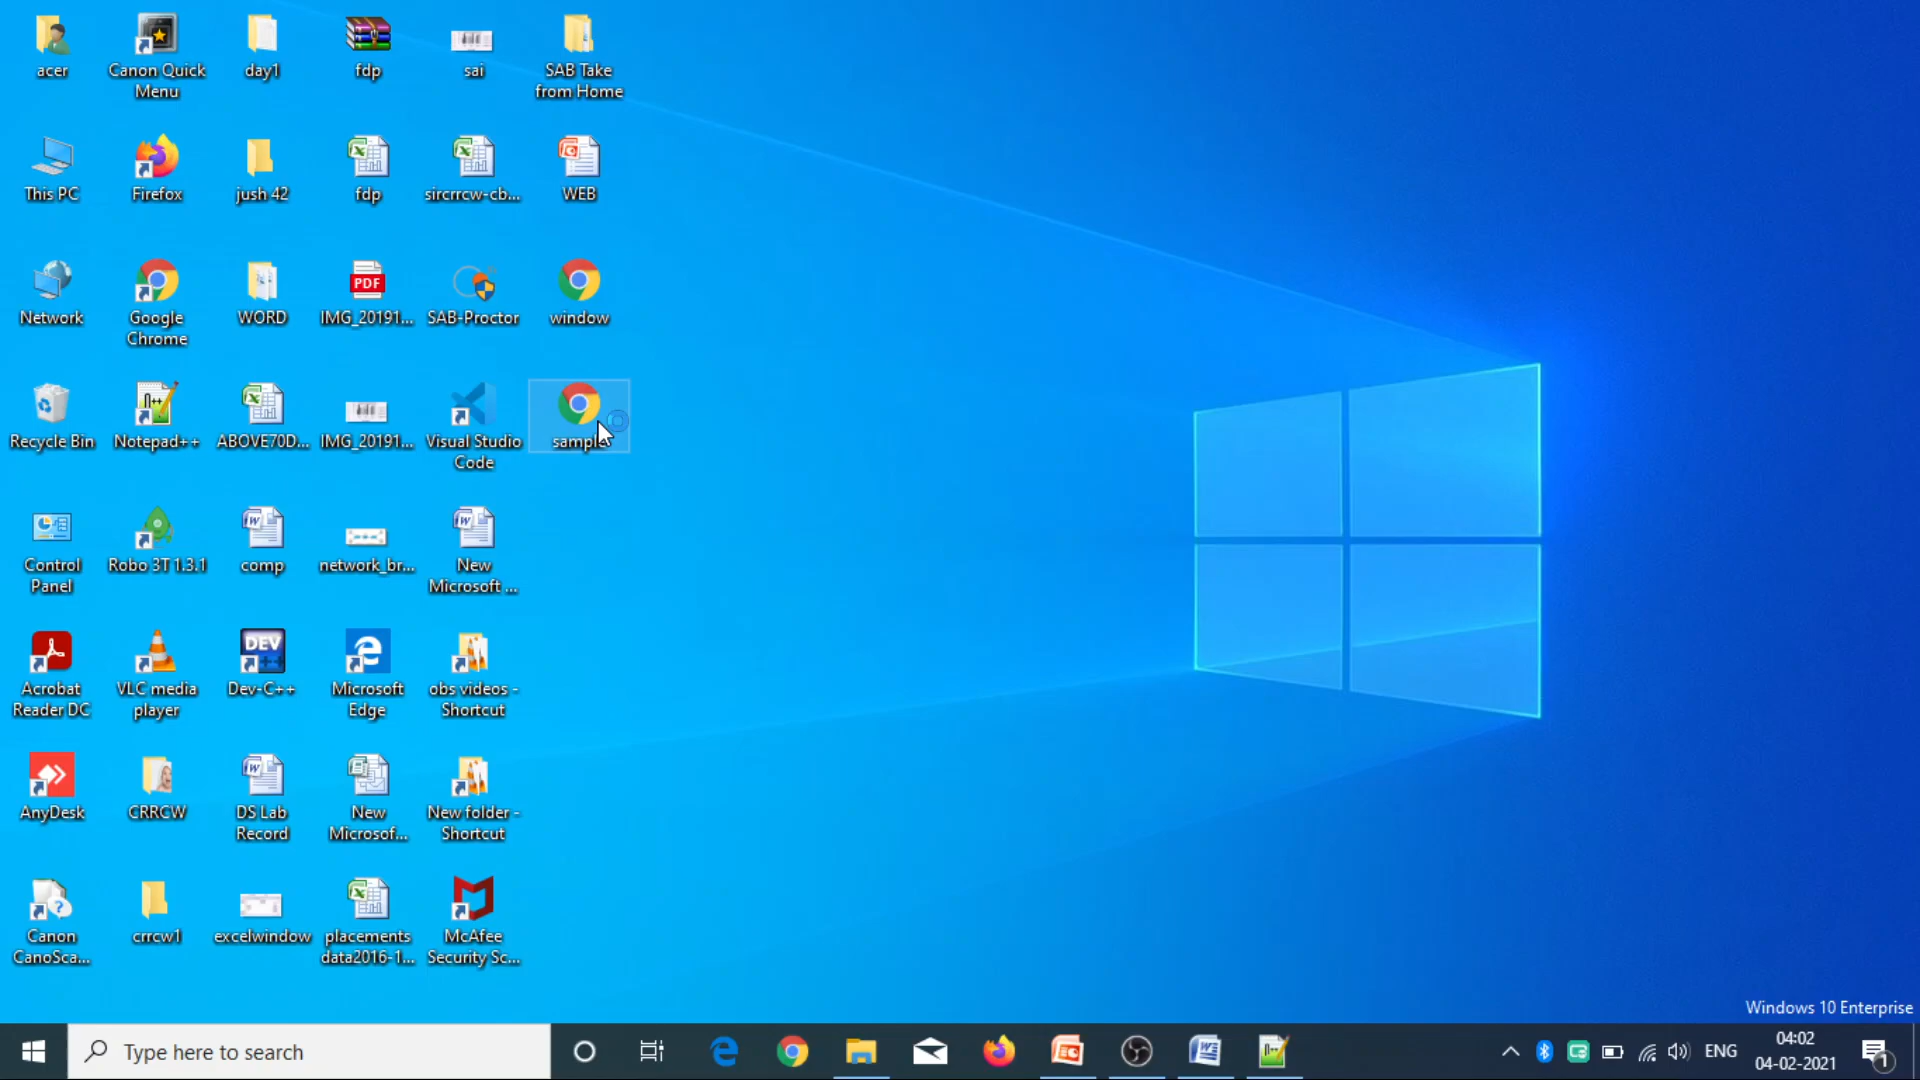 acer
Canon Quick
Menu
day1
fdp
sai
SAB Take
from Home
This PC
Firefox
jush 42
fdp
sircrrcw-cb...
WEB
Network
Google
Chrome
WORD
PDF
IMG_20191...
SAB-Proctor
window
Recycle Bin
Notepad++
ABOVE70D...
IMG_20191...
Visual Studio
Code
sample
Control
Panel
Robo 3T 1.3.1
comp
network_br...
New
Microsoft ...
Acrobat
Reader DC
VLC media
player
DEV
Dev-C++
Microsoft
Edge
obs videos -
Shortcut
AnyDesk
CRRCW
DS Lab
Record
New
Microsof...
New folder -
Shortcut
Canon
CanoSca...
crrcw1
excelwindow
placements
data2016-1...
McAfee
Security Sc...
Windows 10 Enterprise
Type here to search
ENG
04:02
04-02-2021
1